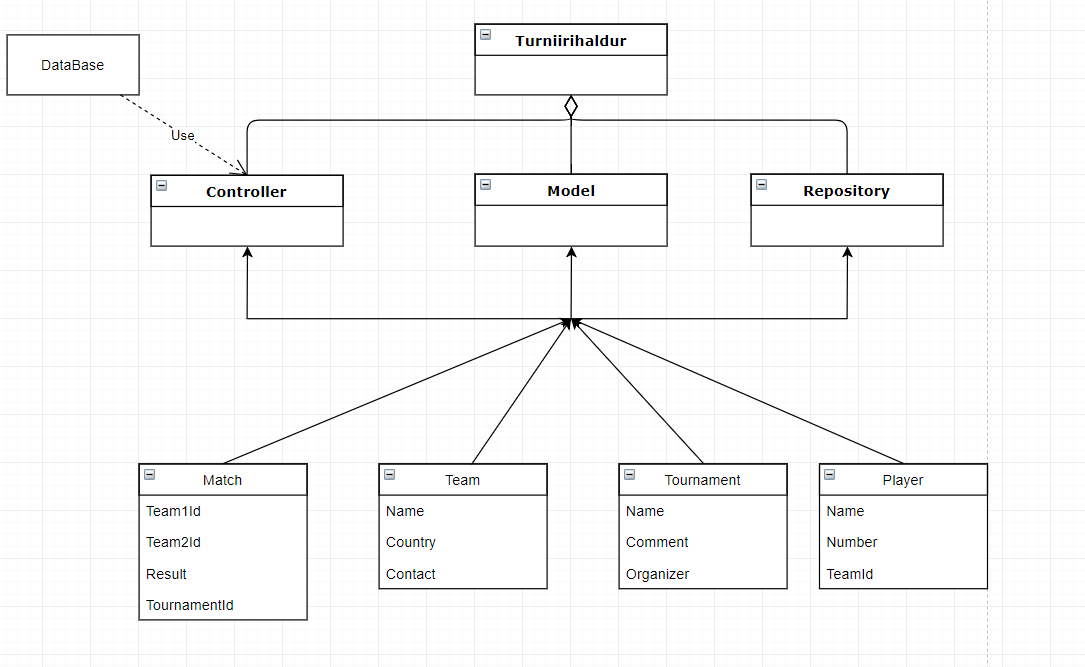 Turniirihaldur
DataBase
Use
Controller
Model
Repository
Match
Team1Id
Team2Id
Result
TournamentId
Team
Name
Country
Contact
Tournament
Name
Comment
Organizer
Player
Name
Number
TeamId